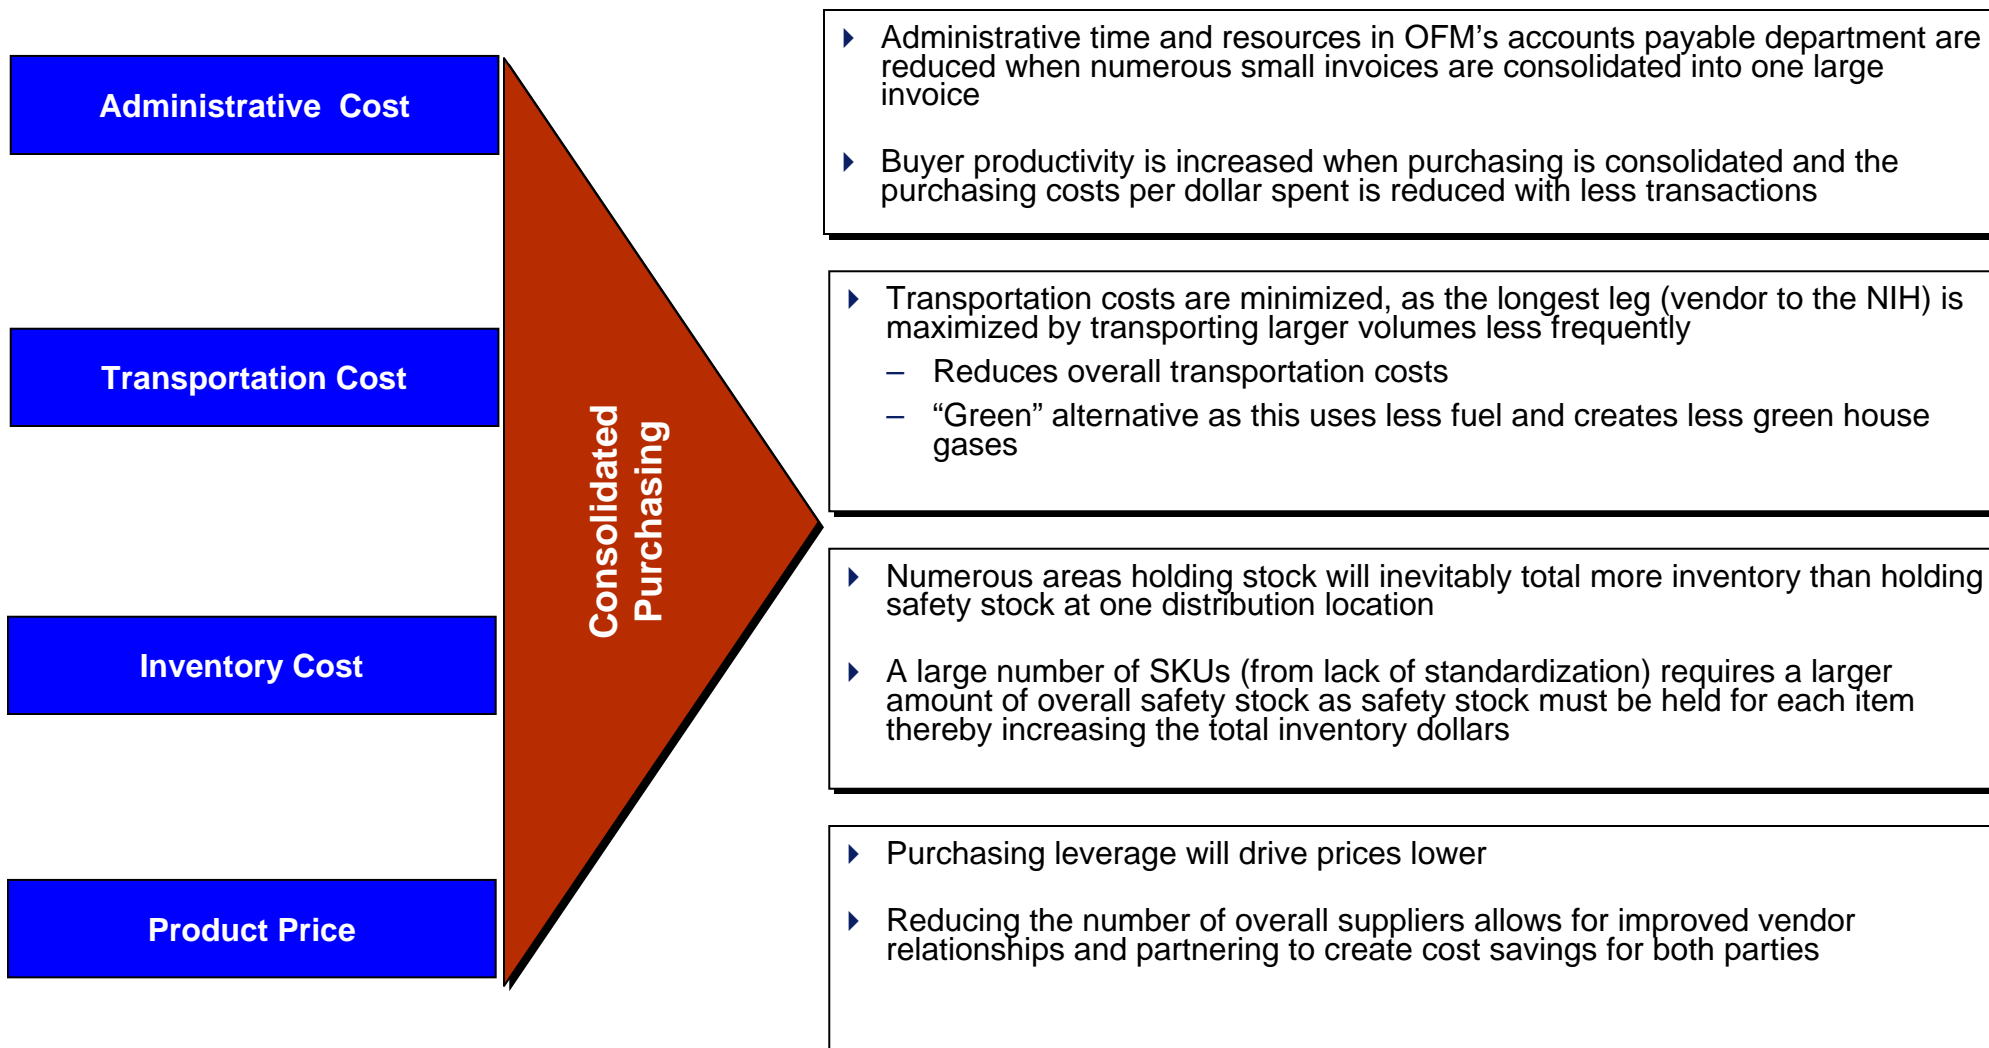 Administrative  Cost
Administrative time and resources in OFM’s accounts payable department are
reduced when numerous small invoices are consolidated into one large
invoice
Buyer productivity is increased when purchasing is consolidated and the
purchasing costs per dollar spent is reduced with less transactions
Transportation Cost
Transportation costs are minimized, as the longest leg (vendor to the NIH) is
maximized by transporting larger volumes less frequently
– Reduces overall transportation costs
– “Green” alternative as this uses less fuel and creates less green house
gases
Consolidated
Purchasing
Inventory Cost
Numerous areas holding stock will inevitably total more inventory than holding
safety stock at one distribution location
A large number of SKUs (from lack of standardization) requires a larger
amount of overall safety stock as safety stock must be held for each item
thereby increasing the total inventory dollars
Product Price
Purchasing leverage will drive prices lower
Reducing the number of overall suppliers allows for improved vendor
relationships and partnering to create cost savings for both parties